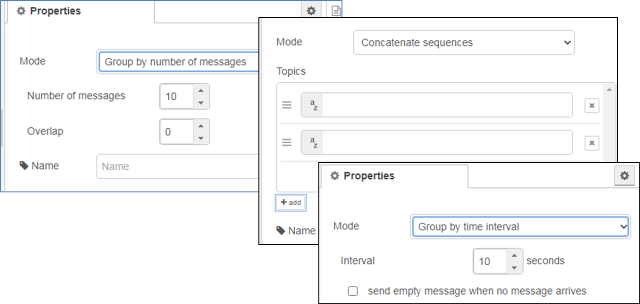 Properties
Mode
Group by number of messages
Number of messages
10
Overlap
0
Name
Name
Mode
Concatenate sequences
Topics
a
z
a
z
+ add
Name
Properties
Mode
Group by time interval
Interval
10
seconds
send empty message when no message arrives